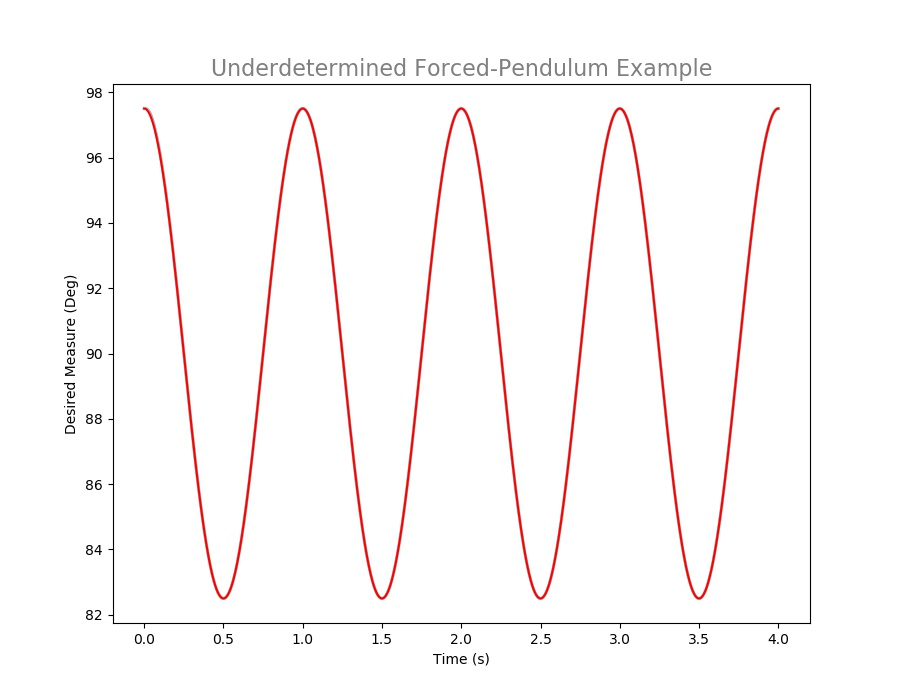 Underdetermined Forced-Pendulum Example
98
96
94
92
90
88
86
84
82
Desired Measure (Deg)
0.0 0.5 1.0 1.5 2.0 2.5 3.0 3.5 4.0
Time (s)